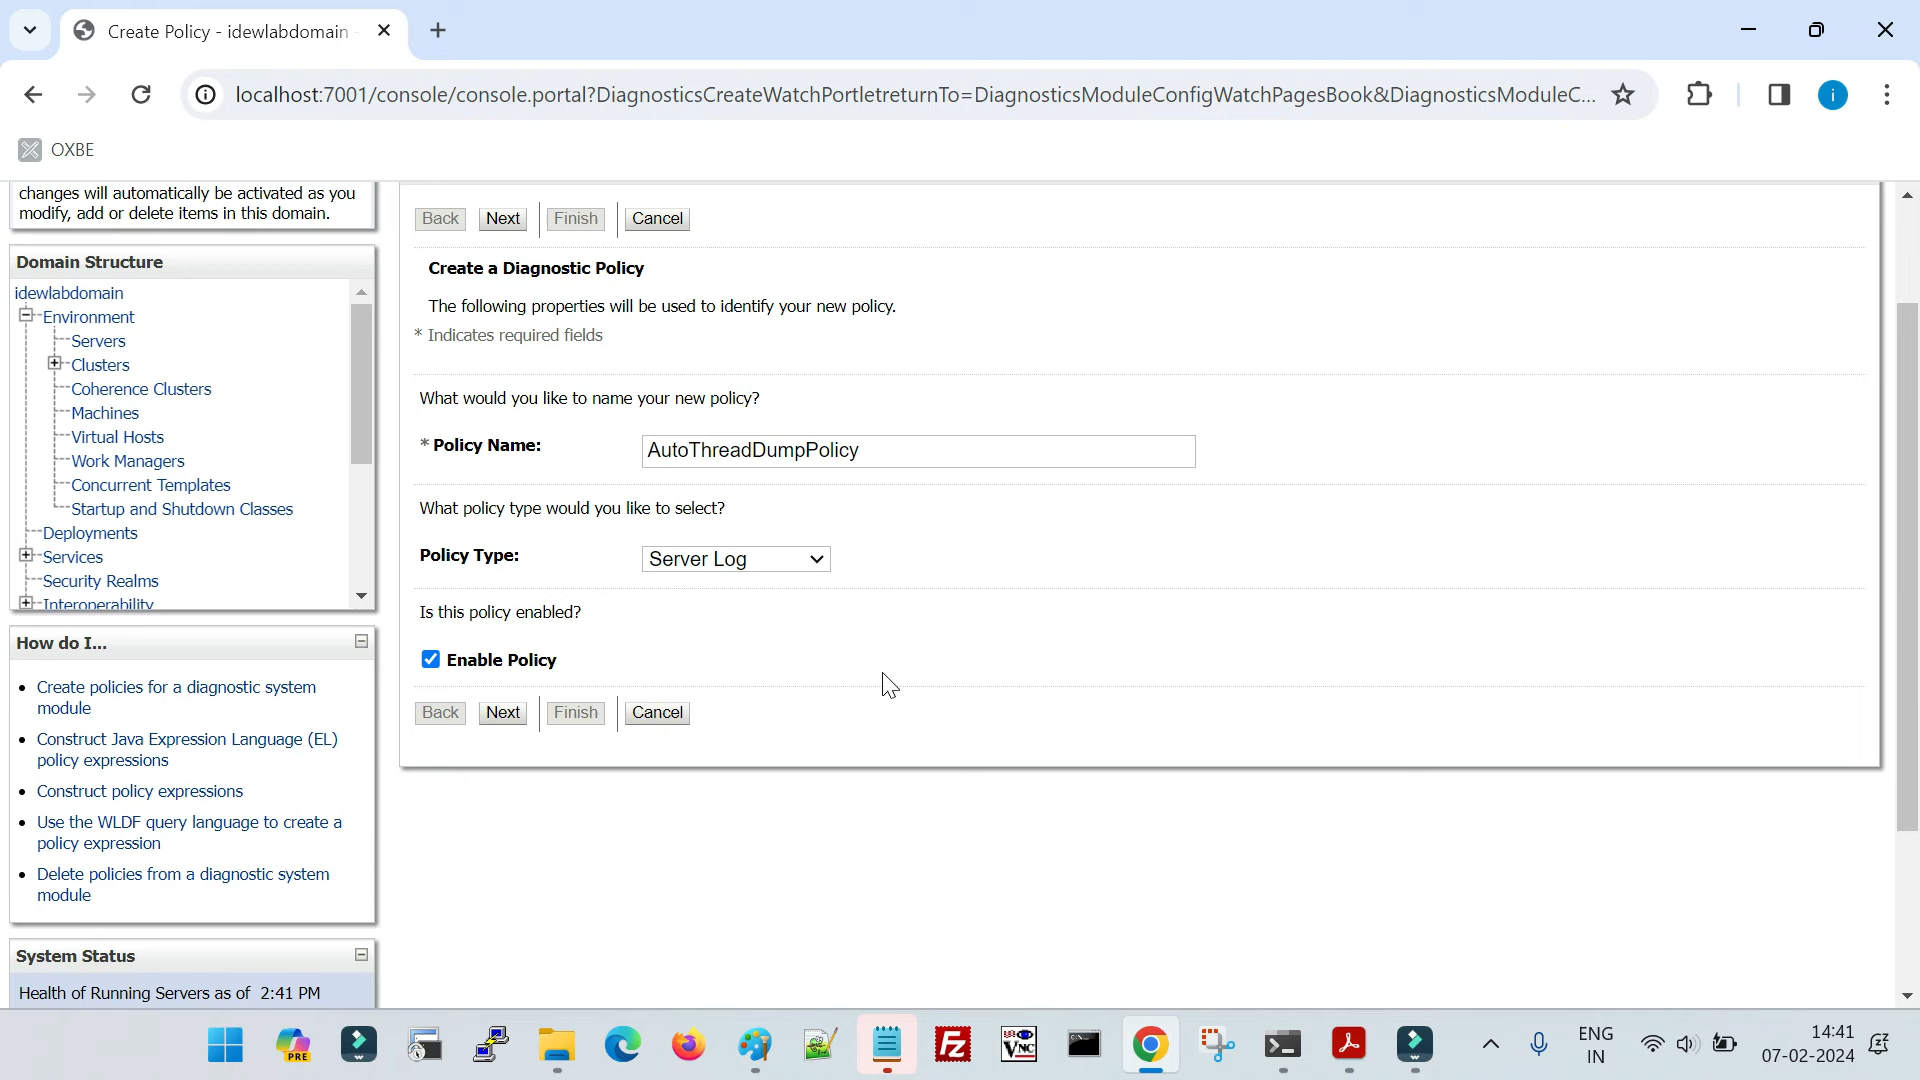 Create Policy - idewlabdomain
localhost:7001/console/console.portal?DiagnosticsCreateWatchPortletreturnTo=DiagnosticsModuleConfigWatchPagesBook&DiagnosticsModuleC...
i
OXBE
changes will automatically be activated as you
modify, add or delete items in this domain.
Domain Structure
idewlabdomain
Environment
Servers
Clusters
Coherence Clusters
Machines
Virtual Hosts
Work Managers
Concurrent Templates
Startup and Shutdown Classes
Deployments
Services
Security Realms
Interoperability
How do I...
Create policies for a diagnostic system
module
Construct Java Expression Language (EL)
policy expressions
Construct policy expressions
Use the WLDF query language to create a
policy expression
Delete policies from a diagnostic system
module
System Status
Health of Running Servers as of 2:41 PM
Back Next Finish Cancel
Create a Diagnostic Policy
The following properties will be used to identify your new policy.
* Indicates required fields
What would you like to name your new policy?
* Policy Name: AutoThreadDumpPolicy
What policy type would you like to select?
Policy Type: Server Log
Is this policy enabled?
Enable Policy
Back Next Finish Cancel
PRE
Fz
VNC
ENG
IN
14:41
07-02-2024